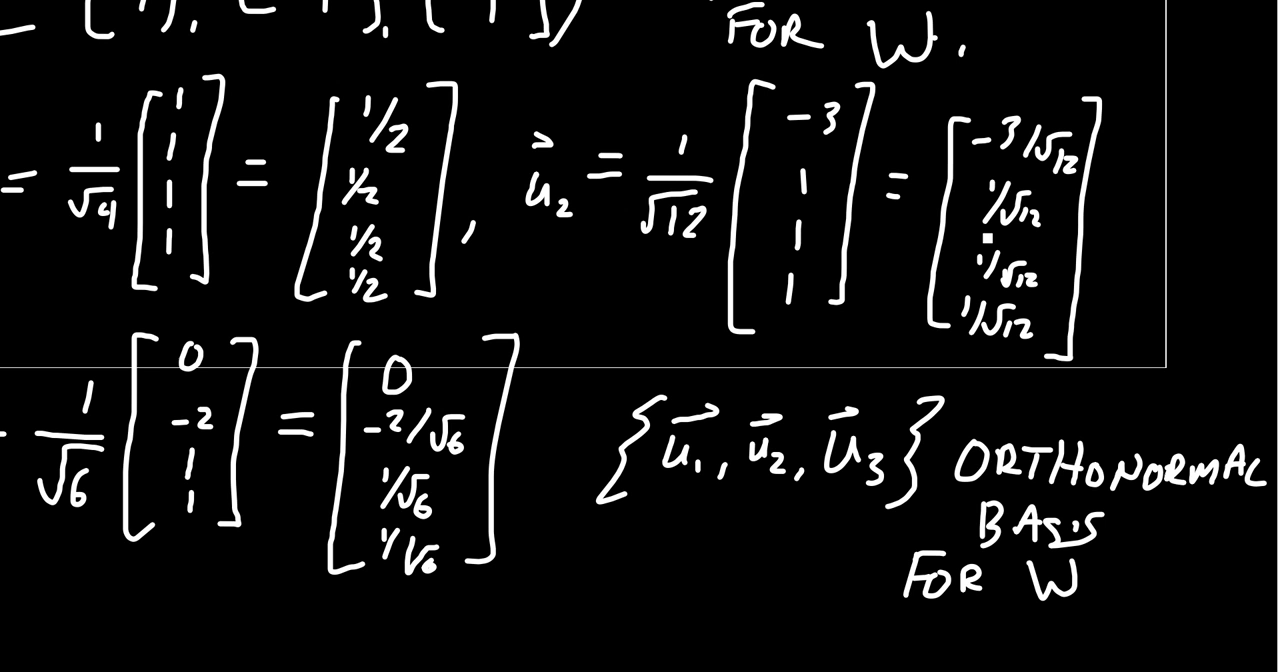 FOR W.
= 1/√4 [1 1 1 1] = [1/2 1/2 1/2 1/2], u⃗₂ = 1/√12 [-3 1 1 1] = [-3/√12 1/√12 1/√12 1/√12]
1/√6 [0 -2 1 1] = [0 -2/√6 1/√6 1/√6] {u⃗₁, u⃗₂, u⃗₃} ORTHONORMAL
BASIS
FOR W